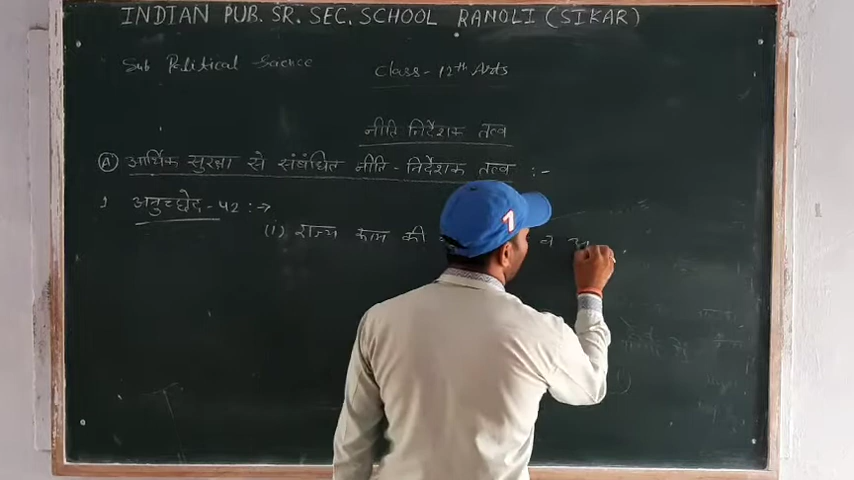 INDIAN PUB. SR. SEC. SCHOOL RANOLI (SIKAR)
Sub Political Science Class - 12th Arts
नीति निर्देशक तत्व
(A) आर्थिक सुरक्षा से संबंधित नीति - निर्देशक तत्व :-
1 अनुच्छेद - 42 :→
(1) राज्य काम की व
7